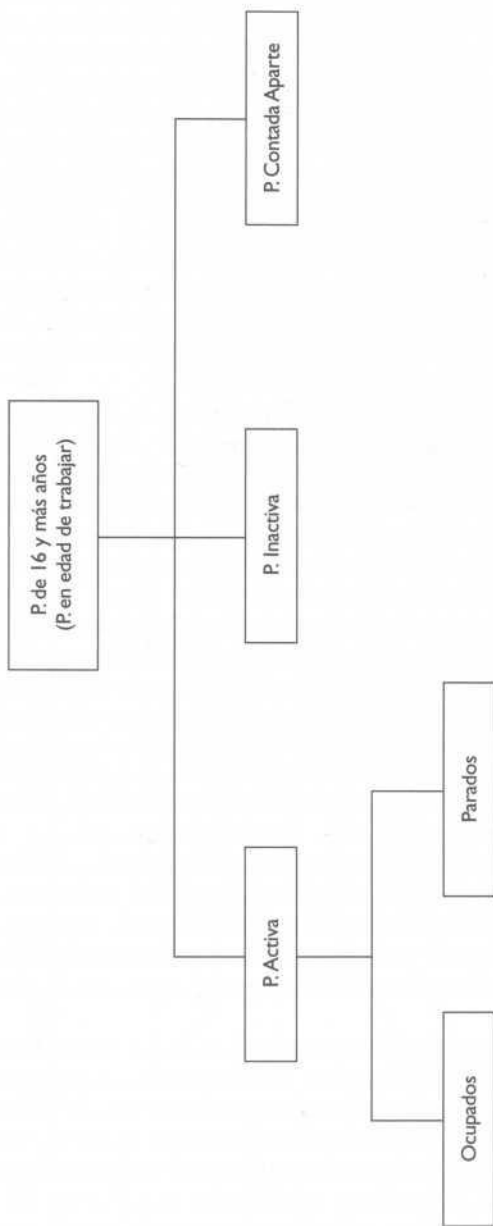 P. de 16 y más años
(P. en edad de trabajar)
P. Activa
P. Inactiva
P. Contada Aparte
Ocupados
Parados